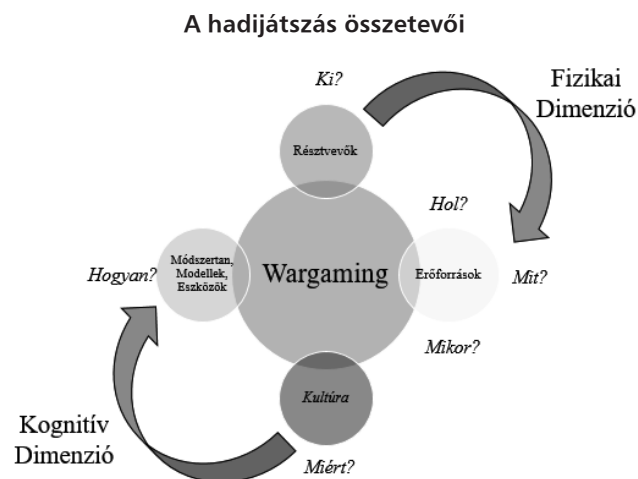 A hadijátszás összetevői
Ki?
Fizikai
Dimenzió
Résztvevők
Hol?
Hogyan?
Módszertan,
Modellek,
Eszközök
Wargaming
Erőforrások
Mit?
Mikor?
Kultúra
Kognitív
Dimenzió
Miért?